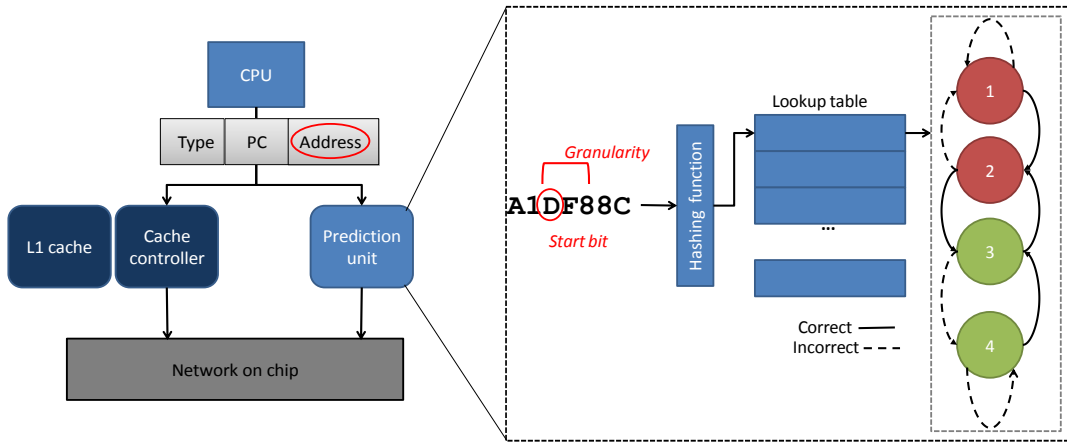 CPU
Type PC Address
L1 cache
Cache controller
Prediction unit
Network on chip
Granularity
A1DF88C
Start bit
Hashing function
Lookup table
...
Correct
Incorrect
1
2
3
4